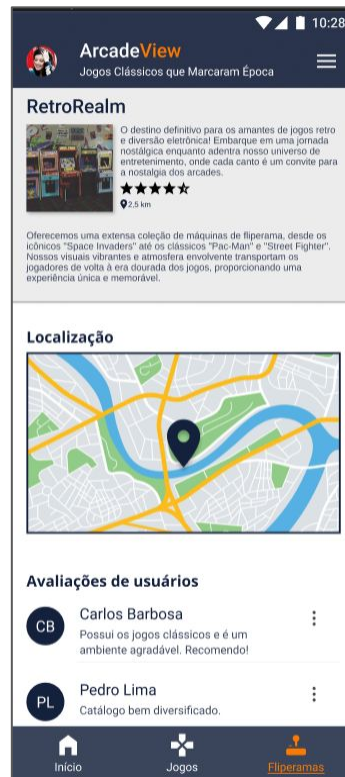 10:28
ArcadeView
Jogos Clássicos que Marcaram Época
RetroRealm
O destino definitivo para os amantes de jogos retro
e diversão eletrônica! Embarque em uma jornada
nostálgica enquanto adentra nosso universo de
entretenimento, onde cada canto é um convite para
a nostalgia dos arcades.
2,5 km
Oferecemos uma extensa coleção de máquinas de fliperama, desde os
icônicos "Space Invaders" até os clássicos "Pac-Man" e "Street Fighter".
Nossos visuais vibrantes e atmosfera envolvente transportam os
jogadores de volta à era dourada dos jogos, proporcionando uma
experiência única e memorável.
Localização
Avaliações de usuários
CB
Carlos Barbosa
Possui os jogos clássicos e é um
ambiente agradável. Recomendo!
PL
Pedro Lima
Catálogo bem diversificado.
Início
Jogos
Fliperamas